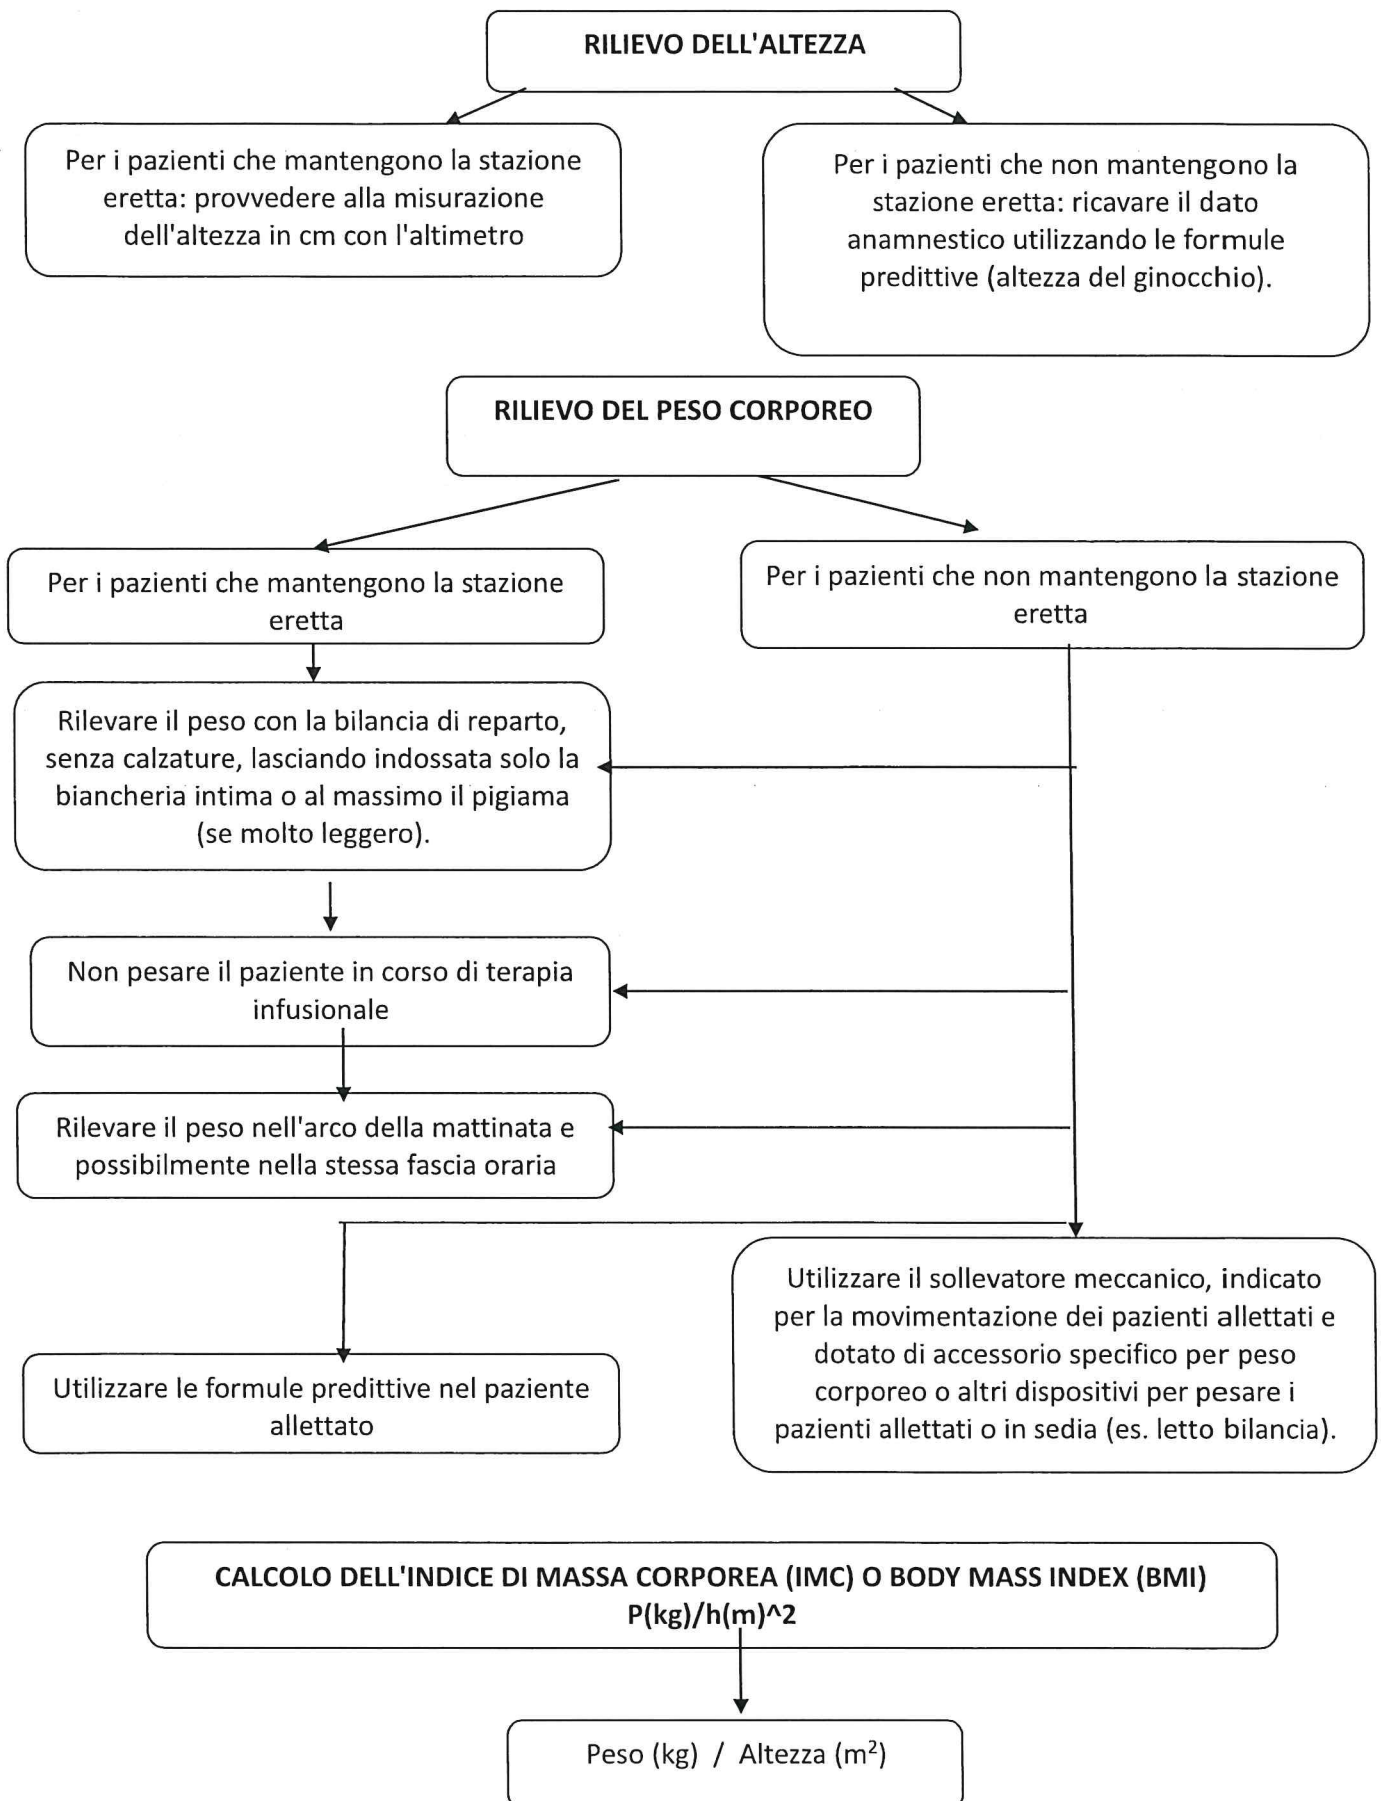 RILIEVO DELL'ALTEZZA
Per i pazienti che mantengono la stazione
eretta: provvedere alla misurazione
dell'altezza in cm con l'altimetro
Per i pazienti che non mantengono la
stazione eretta: ricavare il dato
anamnestico utilizzando le formule
predittive (altezza del ginocchio).
RILIEVO DEL PESO CORPOREO
Per i pazienti che mantengono la stazione
eretta
Per i pazienti che non mantengono la stazione
eretta
Rilevare il peso con la bilancia di reparto,
senza calzature, lasciando indossata solo la
biancheria intima o al massimo il pigiama
(se molto leggero).
Non pesare il paziente in corso di terapia
infusionale
Rilevare il peso nell'arco della mattinata e
possibilmente nella stessa fascia oraria
Utilizzare le formule predittive nel paziente
allettato
Utilizzare il sollevatore meccanico, indicato
per la movimentazione dei pazienti allettati e
dotato di accessorio specifico per peso
corporeo o altri dispositivi per pesare i
pazienti allettati o in sedia (es. letto bilancia).
CALCOLO DELL'INDICE DI MASSA CORPOREA (IMC) O BODY MASS INDEX (BMI)
P(kg)/h(m)^2
Peso (kg) / Altezza (m²)